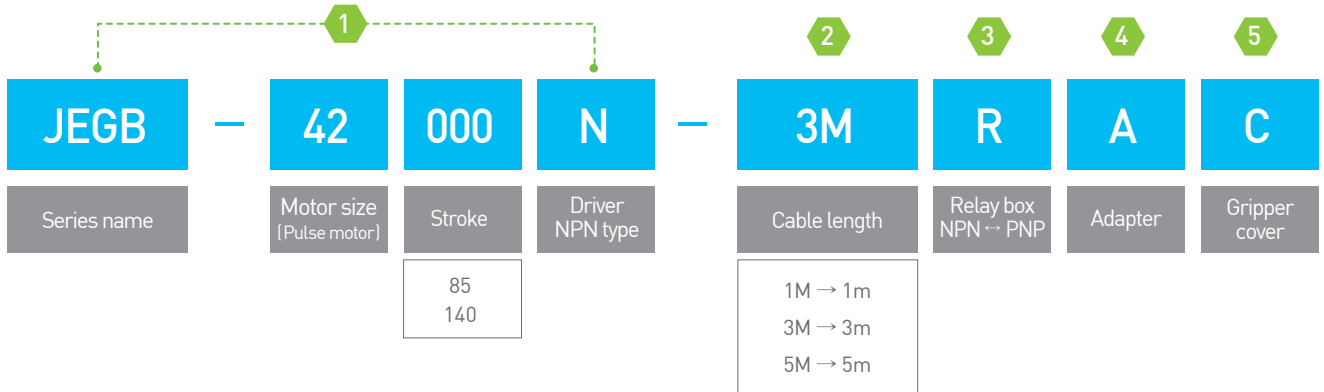 1
2
3
4
5
JEGB — 42 000 N — 3M R A C
Series name
Motor size
(Pulse motor)
Stroke
Driver
NPN type
Cable length
Relay box
NPN ↔ PNP
Adapter
Gripper
cover
85
140
1M → 1m
3M → 3m
5M → 5m